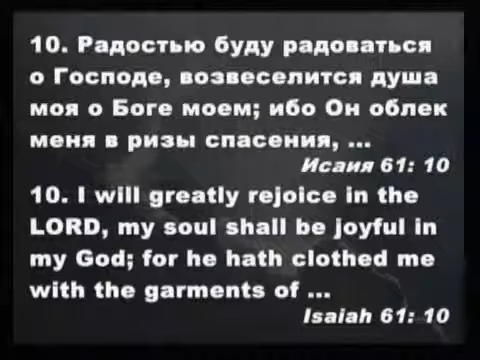 10. Радостью буду радоваться
о Господе, возвеселится душа
моя о Боге моем; ибо Он облек
меня в ризы спасения, ...
Исаия 61: 10
10. I will greatly rejoice in the
LORD, my soul shall be joyful in
my God; for he hath clothed me
with the garments of ...
Isaiah 61: 10